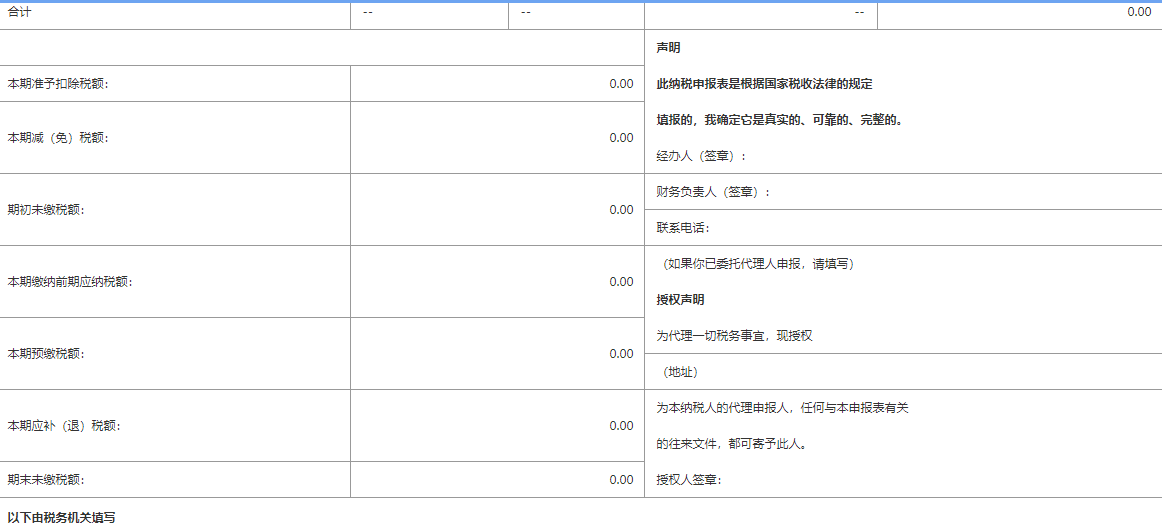 合计 -- -- -- 0.00
声明
本期准予扣除税额： 0.00
此纳税申报表是根据国家税收法律的规定
填报的，我确定它是真实的、可靠的、完整的。
本期减（免）税额： 0.00
经办人（签章）：
财务负责人（签章）：
期初未缴税额： 0.00
联系电话：
（如果你已委托代理人申报，请填写）
本期缴纳前期应纳税额： 0.00
授权声明
为代理一切税务事宜，现授权
本期预缴税额： 0.00
（地址）
为本纳税人的代理申报人，任何与本申报表有关
本期应补（退）税额： 0.00
的往来文件，都可寄予此人。
期末未缴税额： 0.00
授权人签章：
以下由税务机关填写